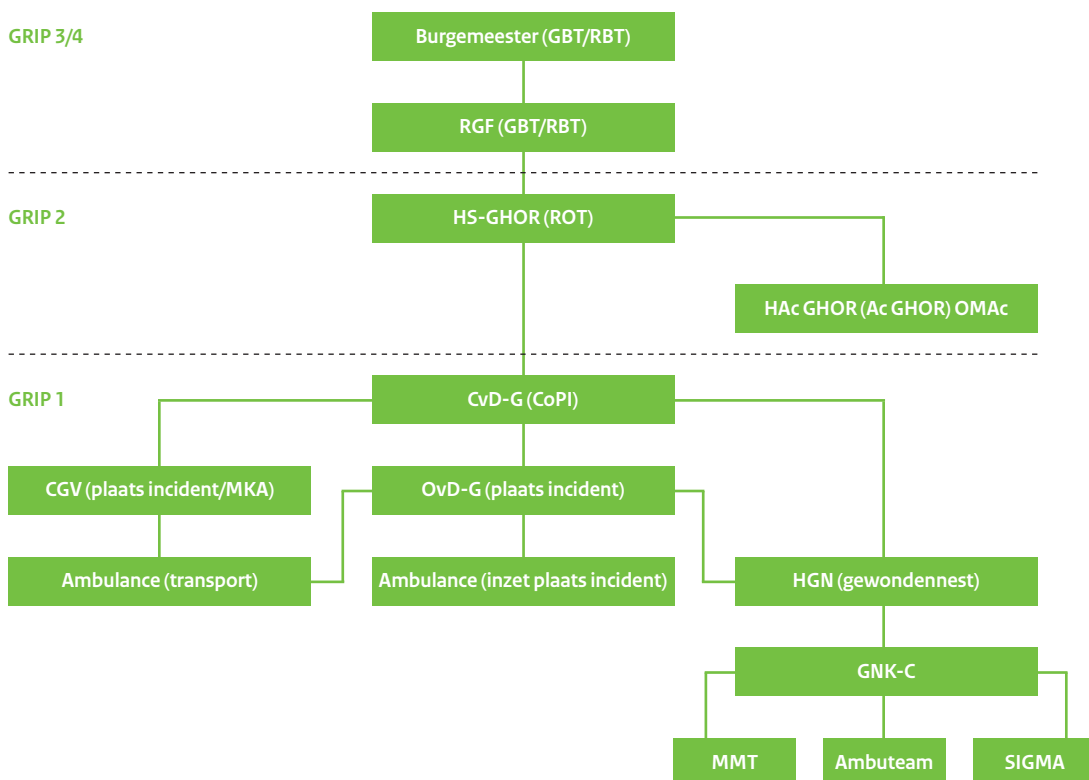 GRIP 3/4
Burgemeester (GBT/RBT)
RGF (GBT/RBT)
GRIP 2
HS-GHOR (ROT)
HAc GHOR (Ac GHOR) OMAc
GRIP 1
CvD-G (CoPI)
CGV (plaats incident/MKA)
OvD-G (plaats incident)
Ambulance (transport)
Ambulance (inzet plaats incident)
HGN (gewondennest)
GNK-C
MMT
Ambuteam
SIGMA